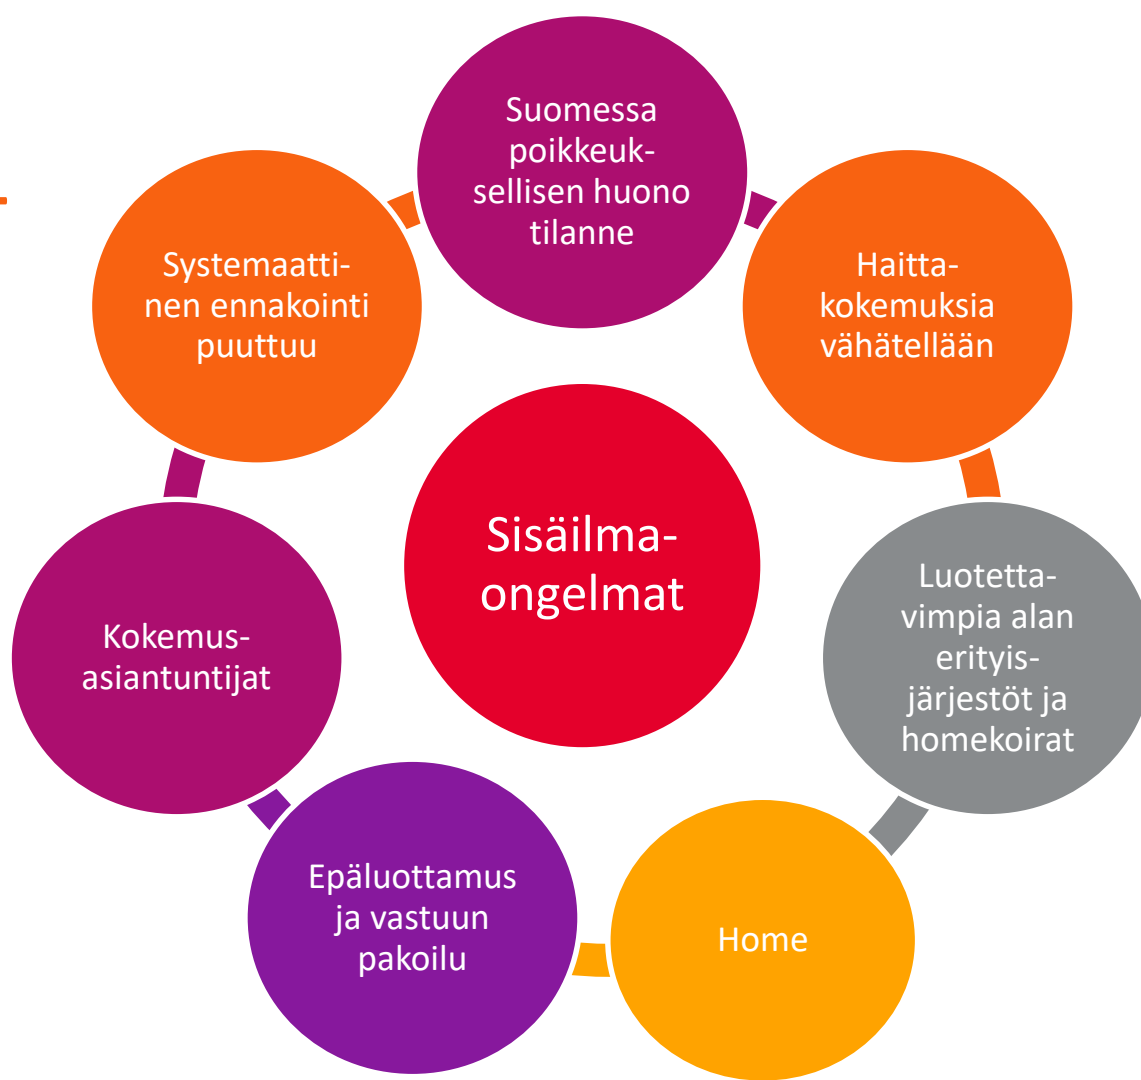 Suomessa
poikkeuk-
sellisen huono
tilanne
Haitta-
kokemuksia
vähätellään
Luotetta-
vimpia alan
erityis-
järjestöt ja
homekoirat
Home
Epäluottamus
ja vastuun
pakoilu
Kokemus-
asiantuntijat
Systemaatti-
nen ennakointi
puuttuu
Sisäilma-
ongelmat